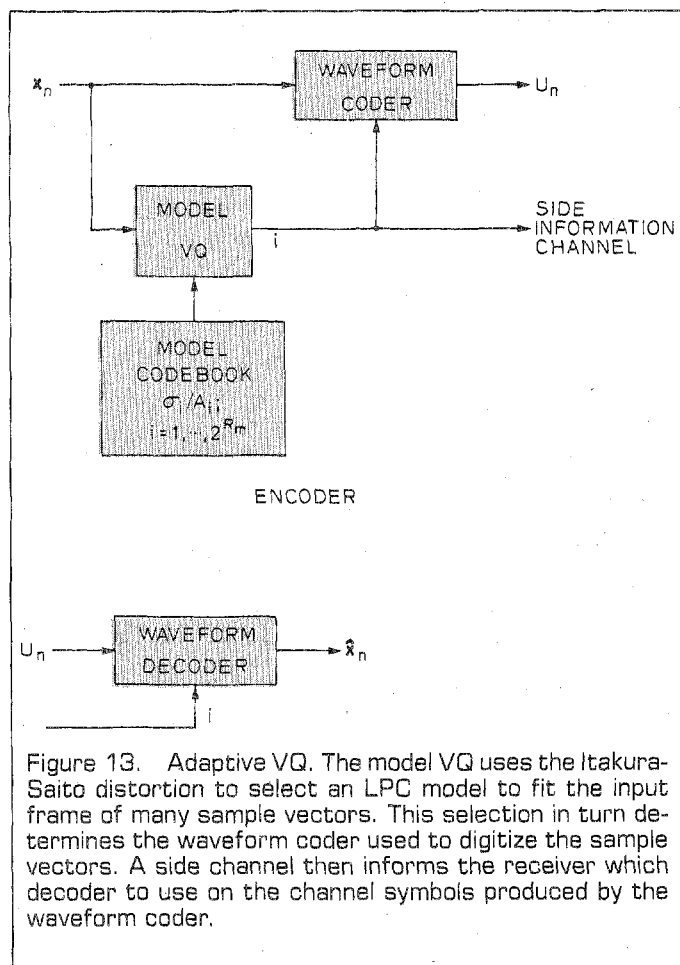 x_n
WAVEFORM
CODER
U_n
MODEL
VQ
i
SIDE
INFORMATION
CHANNEL
MODEL
CODEBOOK
σ/A_i;
i=1,···,2^{R_m}
ENCODER
U_n
WAVEFORM
DECODER
x̂_n
i
Figure 13. Adaptive VQ. The model VQ uses the Itakura-
Saito distortion to select an LPC model to fit the input
frame of many sample vectors. This selection in turn de-
termines the waveform coder used to digitize the sample
vectors. A side channel then informs the receiver which
decoder to use on the channel symbols produced by the
waveform coder.